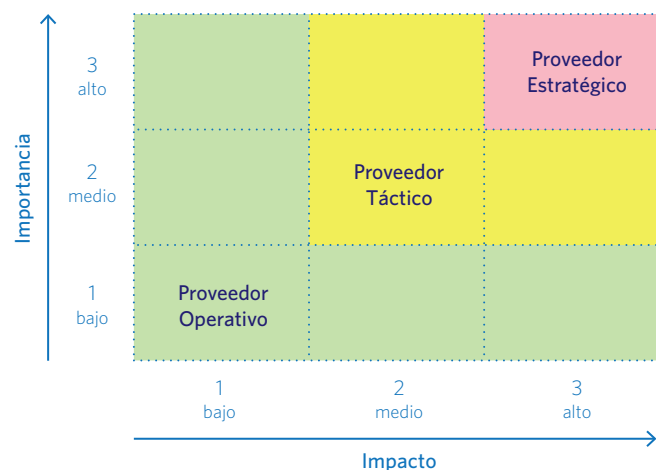 Importancia
3
alto
Proveedor
Estratégico
2
medio
Proveedor
Táctico
1
bajo
Proveedor
Operativo
1
bajo
2
medio
3
alto
Impacto